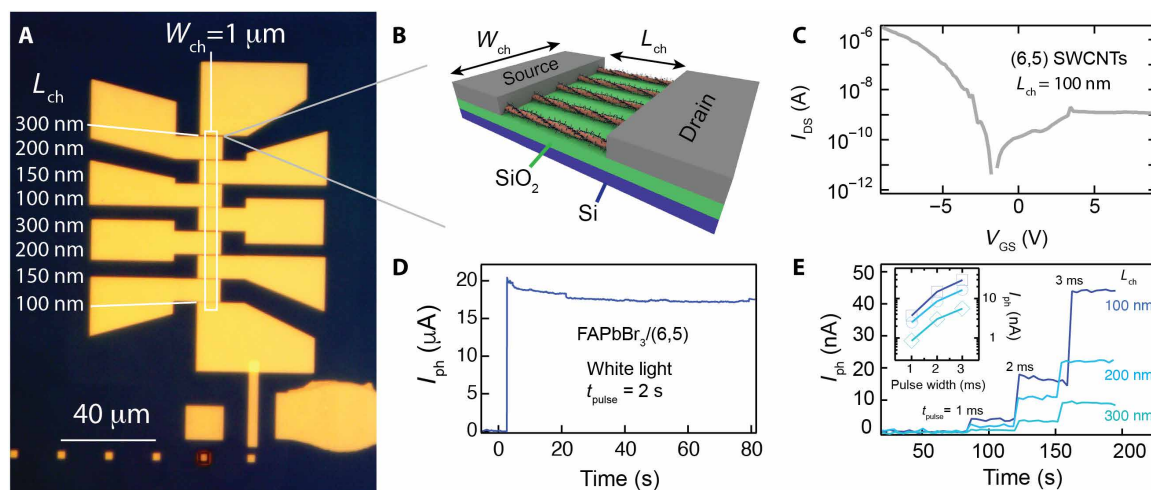 A
W_ch = 1 μm
L_ch
300 nm
200 nm
150 nm
100 nm
300 nm
200 nm
150 nm
100 nm
40 μm
B
W_ch
L_ch
Source
Drain
SiO₂
Si
C
10⁻⁶
10⁻⁸
10⁻¹⁰
10⁻¹²
I_DS (A)
(6,5) SWCNTs
L_ch = 100 nm
−5
0
5
V_GS (V)
D
20
15
10
5
0
I_ph (μA)
FAPbBr₃/(6,5)
White light
t_pulse = 2 s
0
20
40
60
80
Time (s)
E
50
40
30
20
10
0
I_ph (nA)
10
1
I_ph (nA)
1
2
3
Pulse width (ms)
t_pulse = 1 ms
2 ms
3 ms
L_ch
100 nm
200 nm
300 nm
50
100
150
200
Time (s)